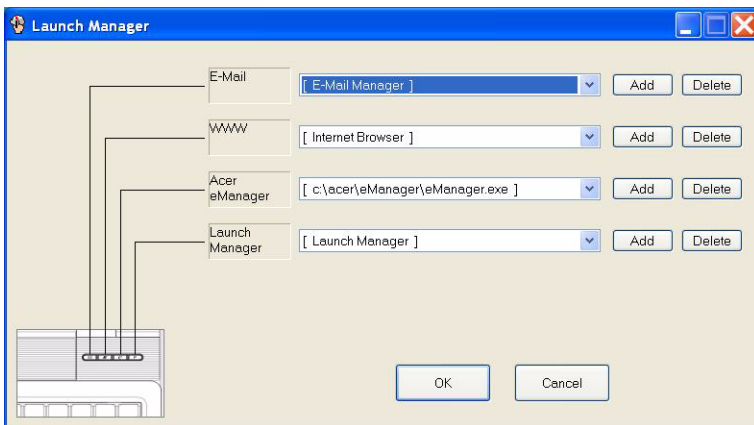 Launch Manager
E-Mail
[ E-Mail Manager ]
Add
Delete
WWW
[ Internet Browser ]
Add
Delete
Acer
eManager
[ c:\acer\eManager\eManager.exe ]
Add
Delete
Launch
Manager
[ Launch Manager ]
Add
Delete
OK
Cancel